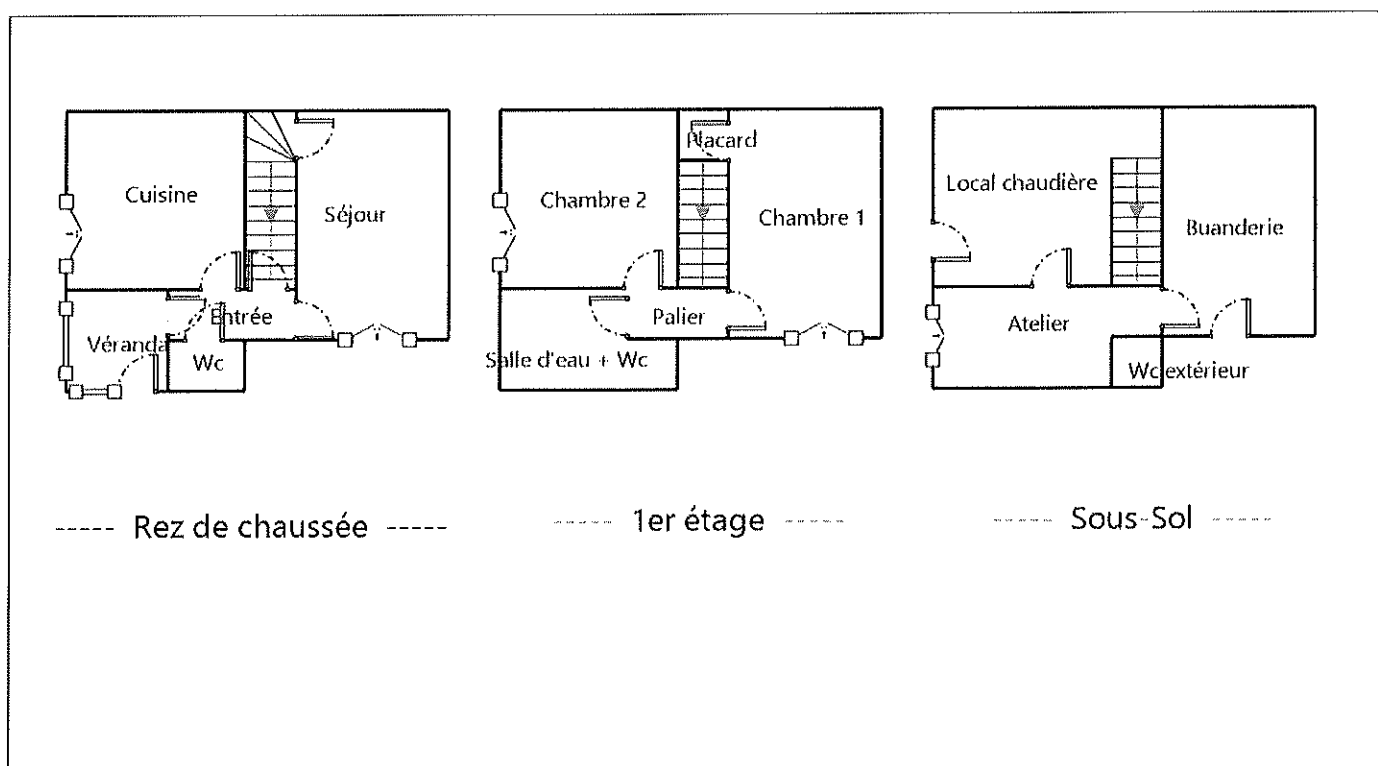 Cuisine
Séjour
Entrée
Véranda
Wc
----- Rez de chaussée -----
Placard
Chambre 2
Chambre 1
Palier
Salle d'eau + Wc
----- 1er étage -----
Local chaudière
Buanderie
Atelier
Wc extérieur
----- Sous-Sol -----